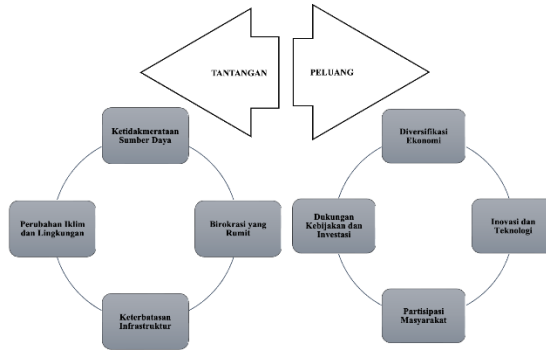 TANTANGAN
PELUANG
Ketidakmerataan
Sumber Daya
Birokrasi yang
Rumit
Keterbatasan
Infrastruktur
Perubahan Iklim
dan Lingkungan
Diversifikasi
Ekonomi
Inovasi dan
Teknologi
Partisipasi
Masyarakat
Dukungan
Kebijakan dan
Investasi